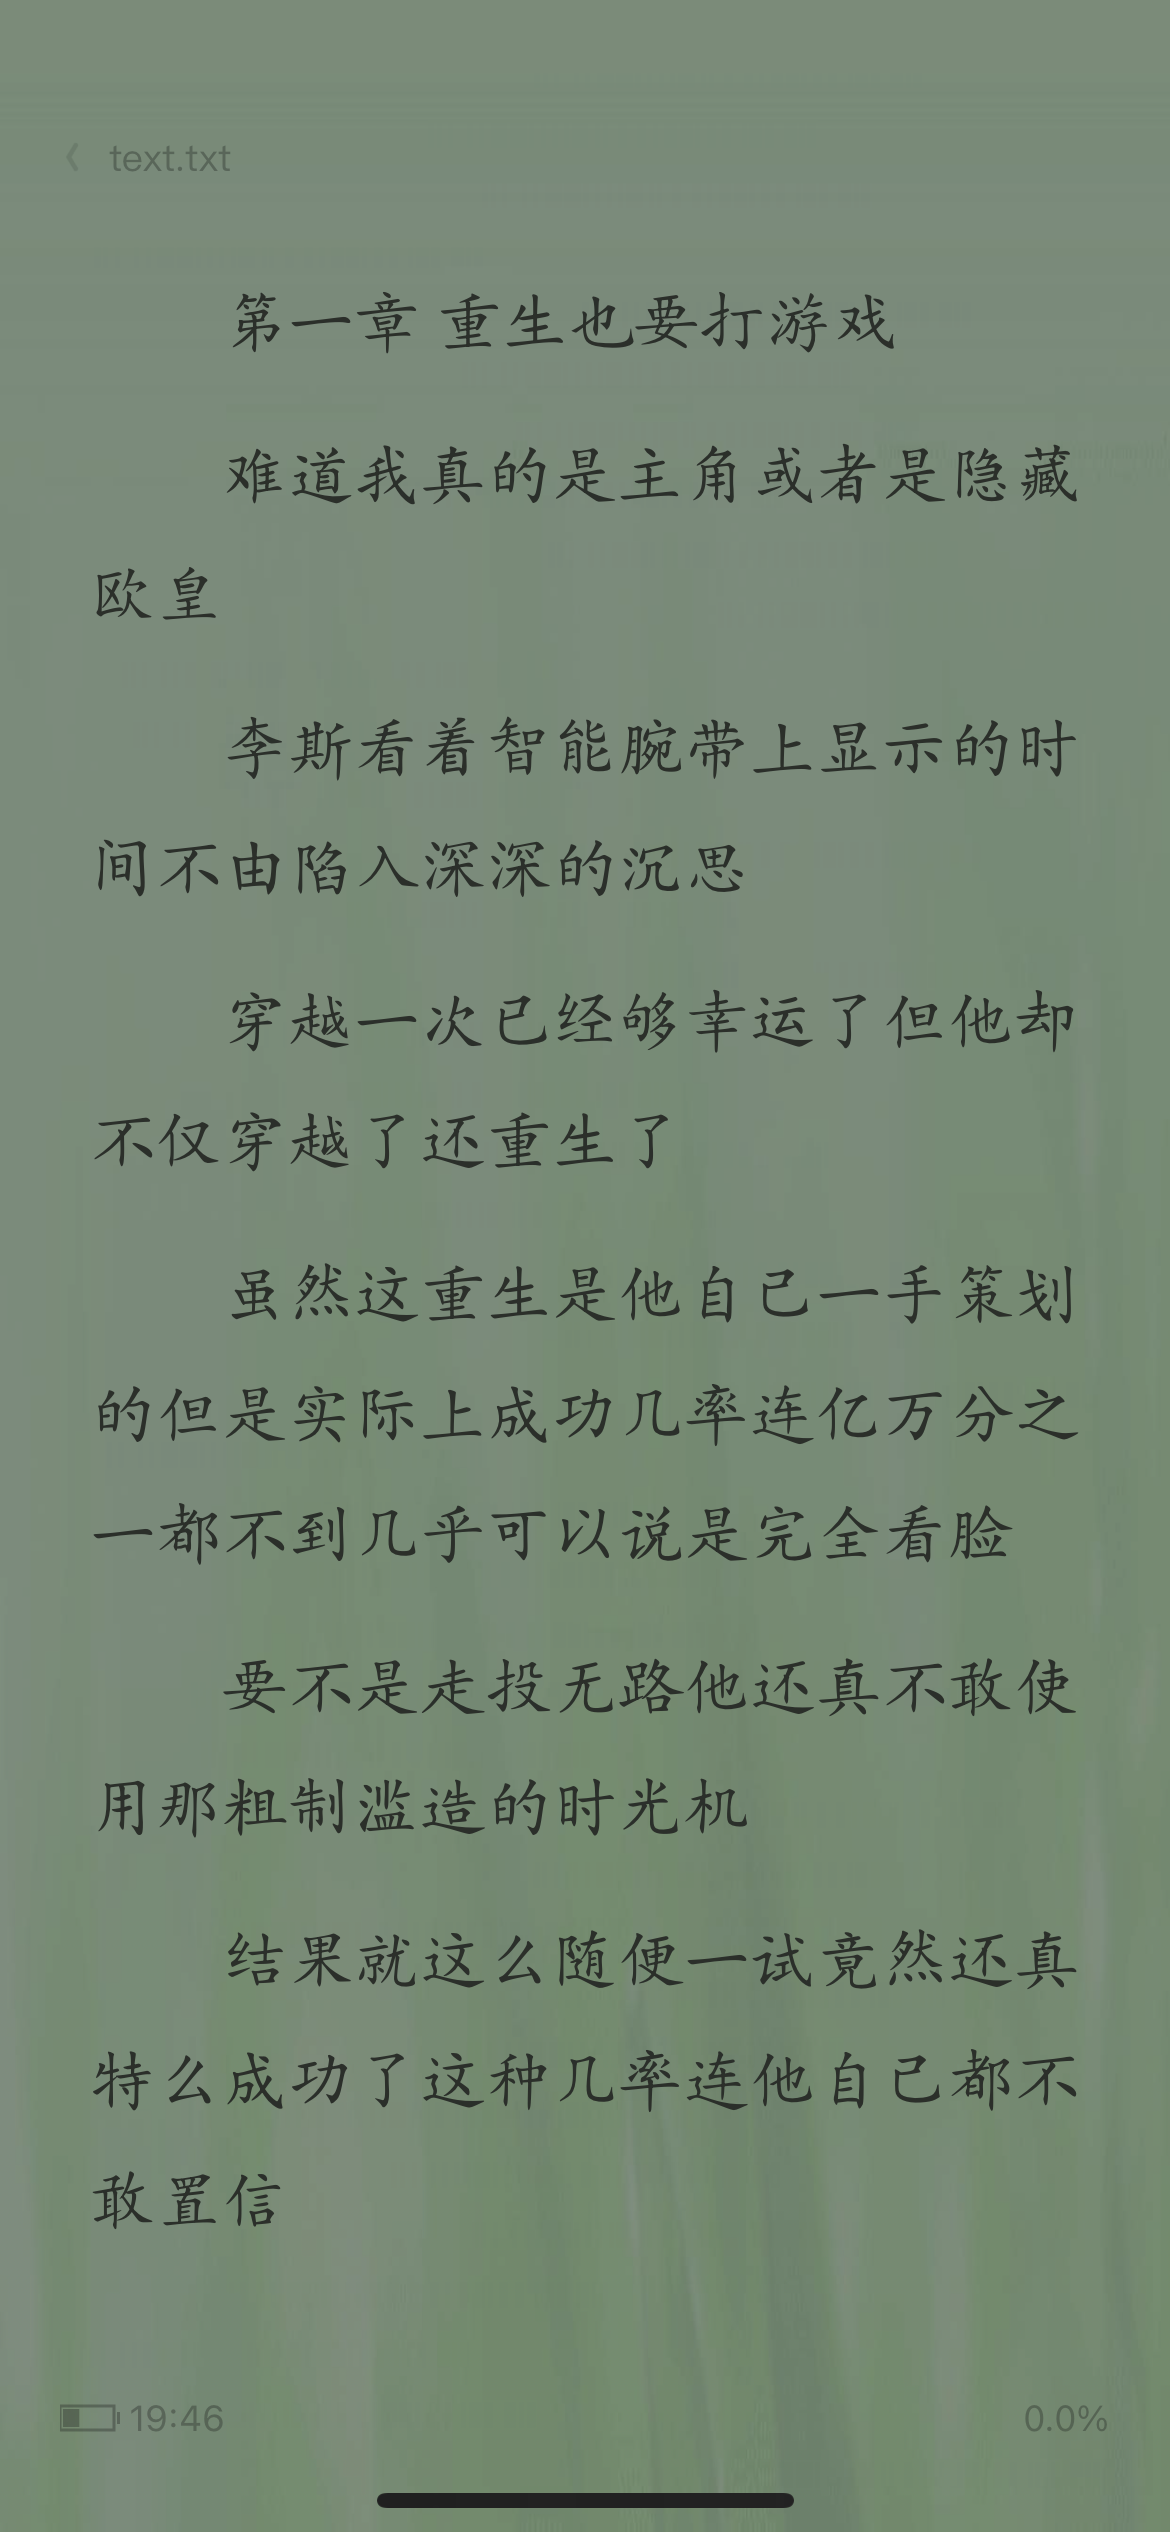 《 text.txt
第一章 重生也要打游戏
难道我真的是主角或者是隐藏
欧皇
李斯看着智能腕带上显示的时
间不由陷入深深的沉思
穿越一次已经够幸运了但他却
不仅穿越了还重生了
虽然这重生是他自己一手策划
的但是实际上成功几率连亿万分之
一都不到几乎可以说是完全看脸
要不是走投无路他还真不敢使
用那粗制滥造的时光机
结果就这么随便一试竟然还真
特么成功了这种几率连他自己都不
敢置信
19:46 0.0%